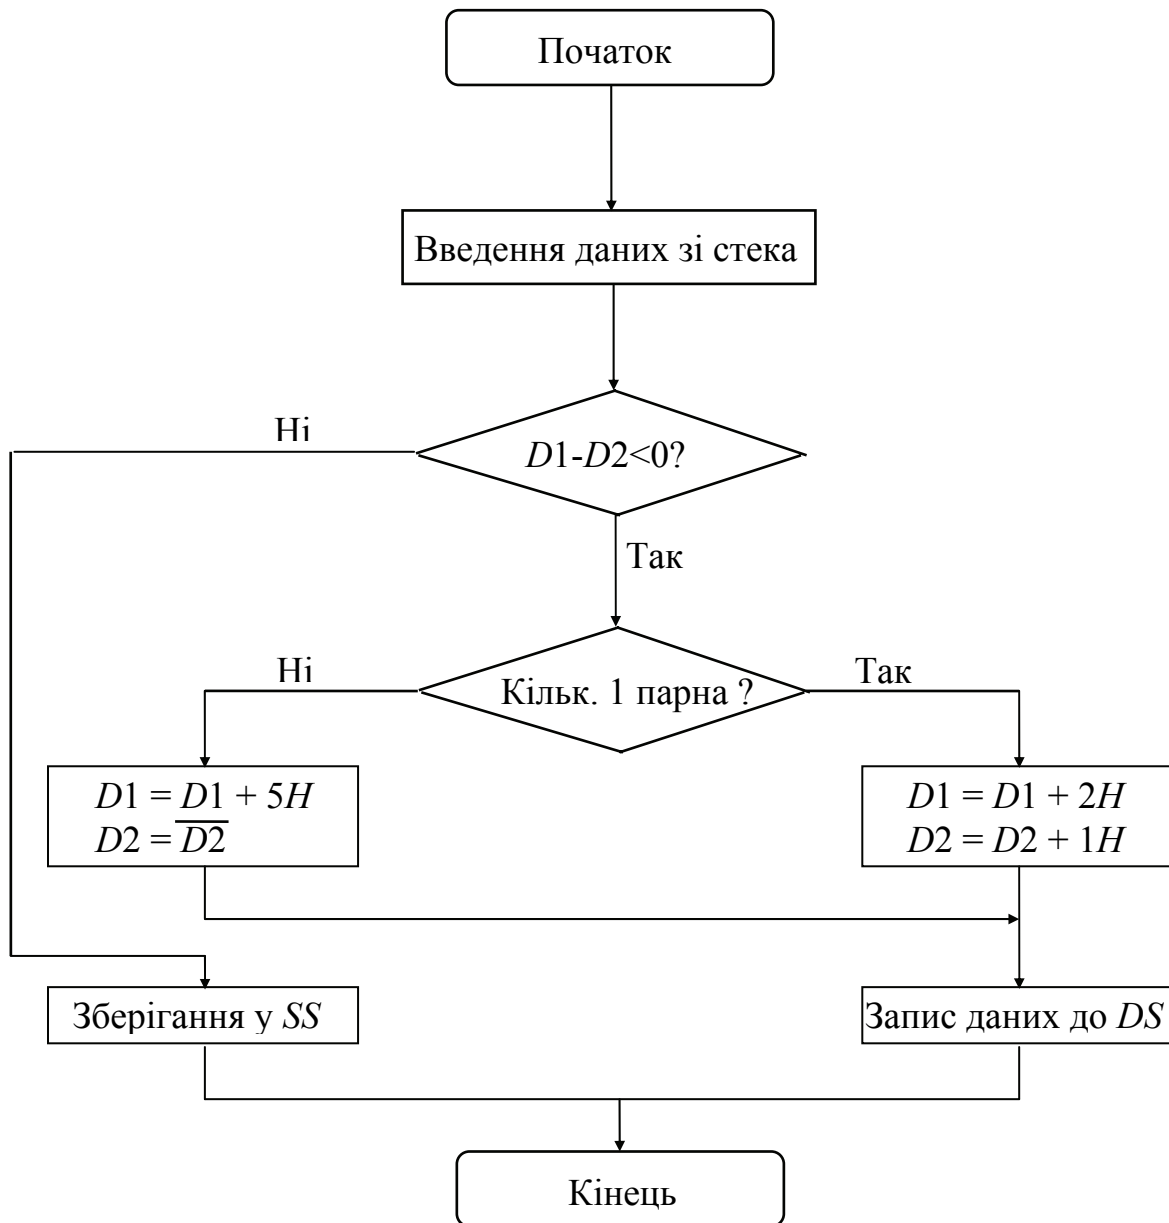 Початок
Введення даних зі стека
Ні
D1-D2<0?
Так
Ні
Кільк. 1 парна ?
Так
D1 = D1 + 5H
D2 = D̅2̅
D1 = D1 + 2H
D2 = D2 + 1H
Зберігання у SS
Запис даних до DS
Кінець